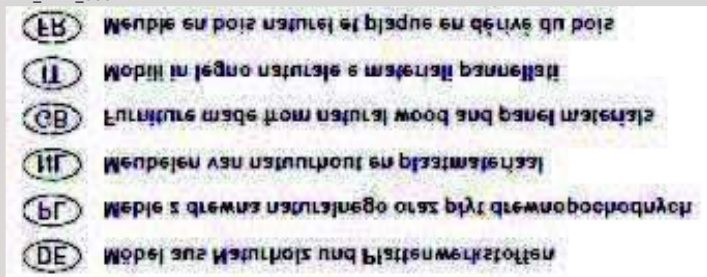 DE Möbel aus Naturholz und Plattenwerkstoffen
PL Meble z drewna naturalnego oraz płyt drewnopochodnych
NL Meubelen van natuurhout en plaatmateriaal
GB Furniture made from natural wood and panel materials
IT Mobili in legno naturale e materiali pannellati
FR Meuble en bois naturel et plaque en dérivé du bois